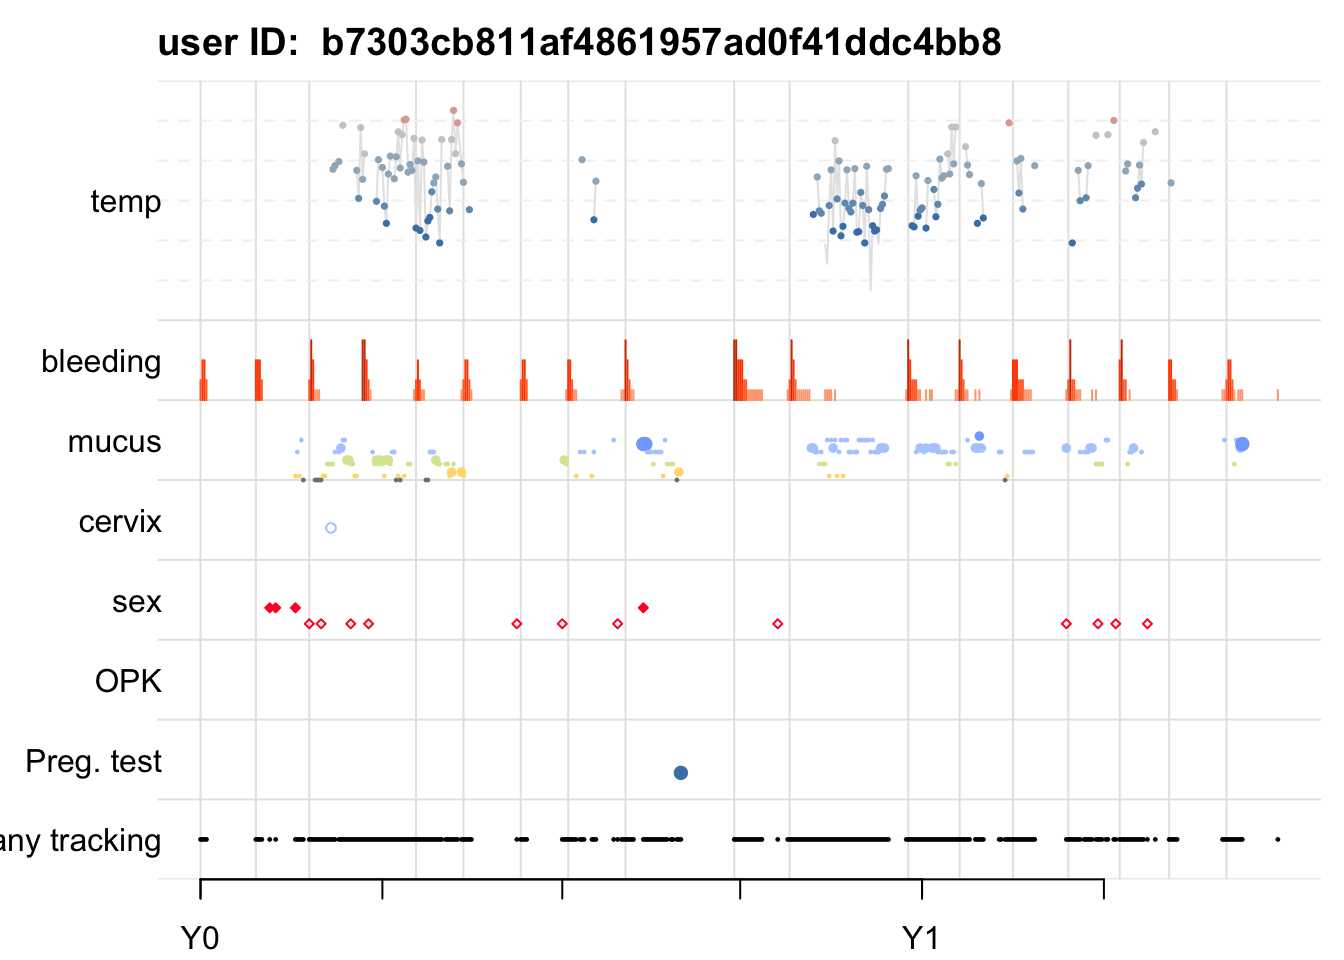 user ID:  b7303cb811af4861957ad0f41ddc4bb8
temp
bleeding
mucus
cervix
sex
OPK
Preg. test
any tracking
Y0 Y1